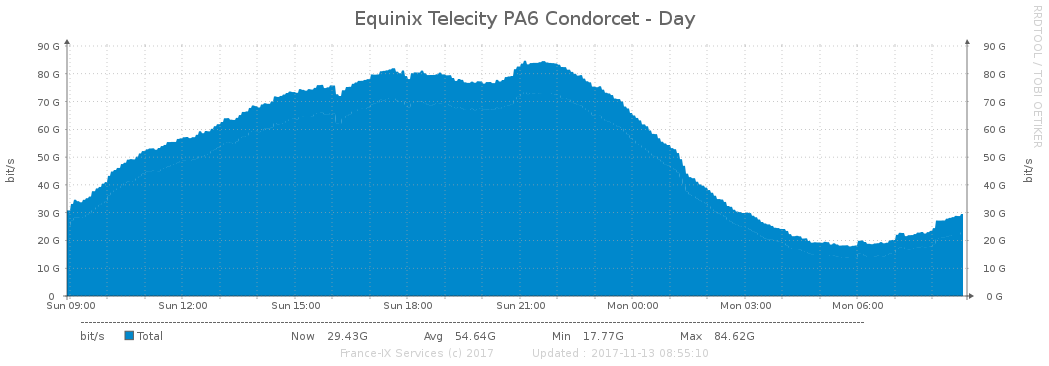 Equinix Telecity PA6 Condorcet - Day
RRDTOOL / TOBI OETIKER
90 G 90 G
80 G 80 G
70 G 70 G
60 G 60 G
50 G 50 G
40 G 40 G
30 G 30 G
20 G 20 G
10 G 10 G
0 0 G
bit/s bit/s
Sun 09:00 Sun 12:00 Sun 15:00 Sun 18:00 Sun 21:00 Mon 00:00 Mon 03:00 Mon 06:00
bit/s Total Now 29.43G Avg 54.64G Min 17.77G Max 84.62G
France-IX Services (c) 2017 Updated : 2017-11-13 08:55:10